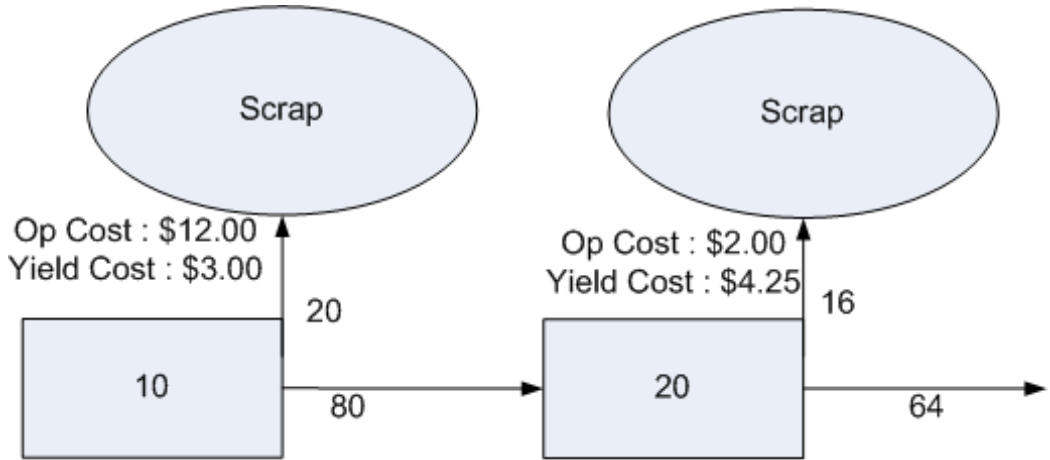 Scrap
Scrap
Op Cost : $12.00
Yield Cost : $3.00
Op Cost : $2.00
Yield Cost : $4.25
20
16
10
80
20
64